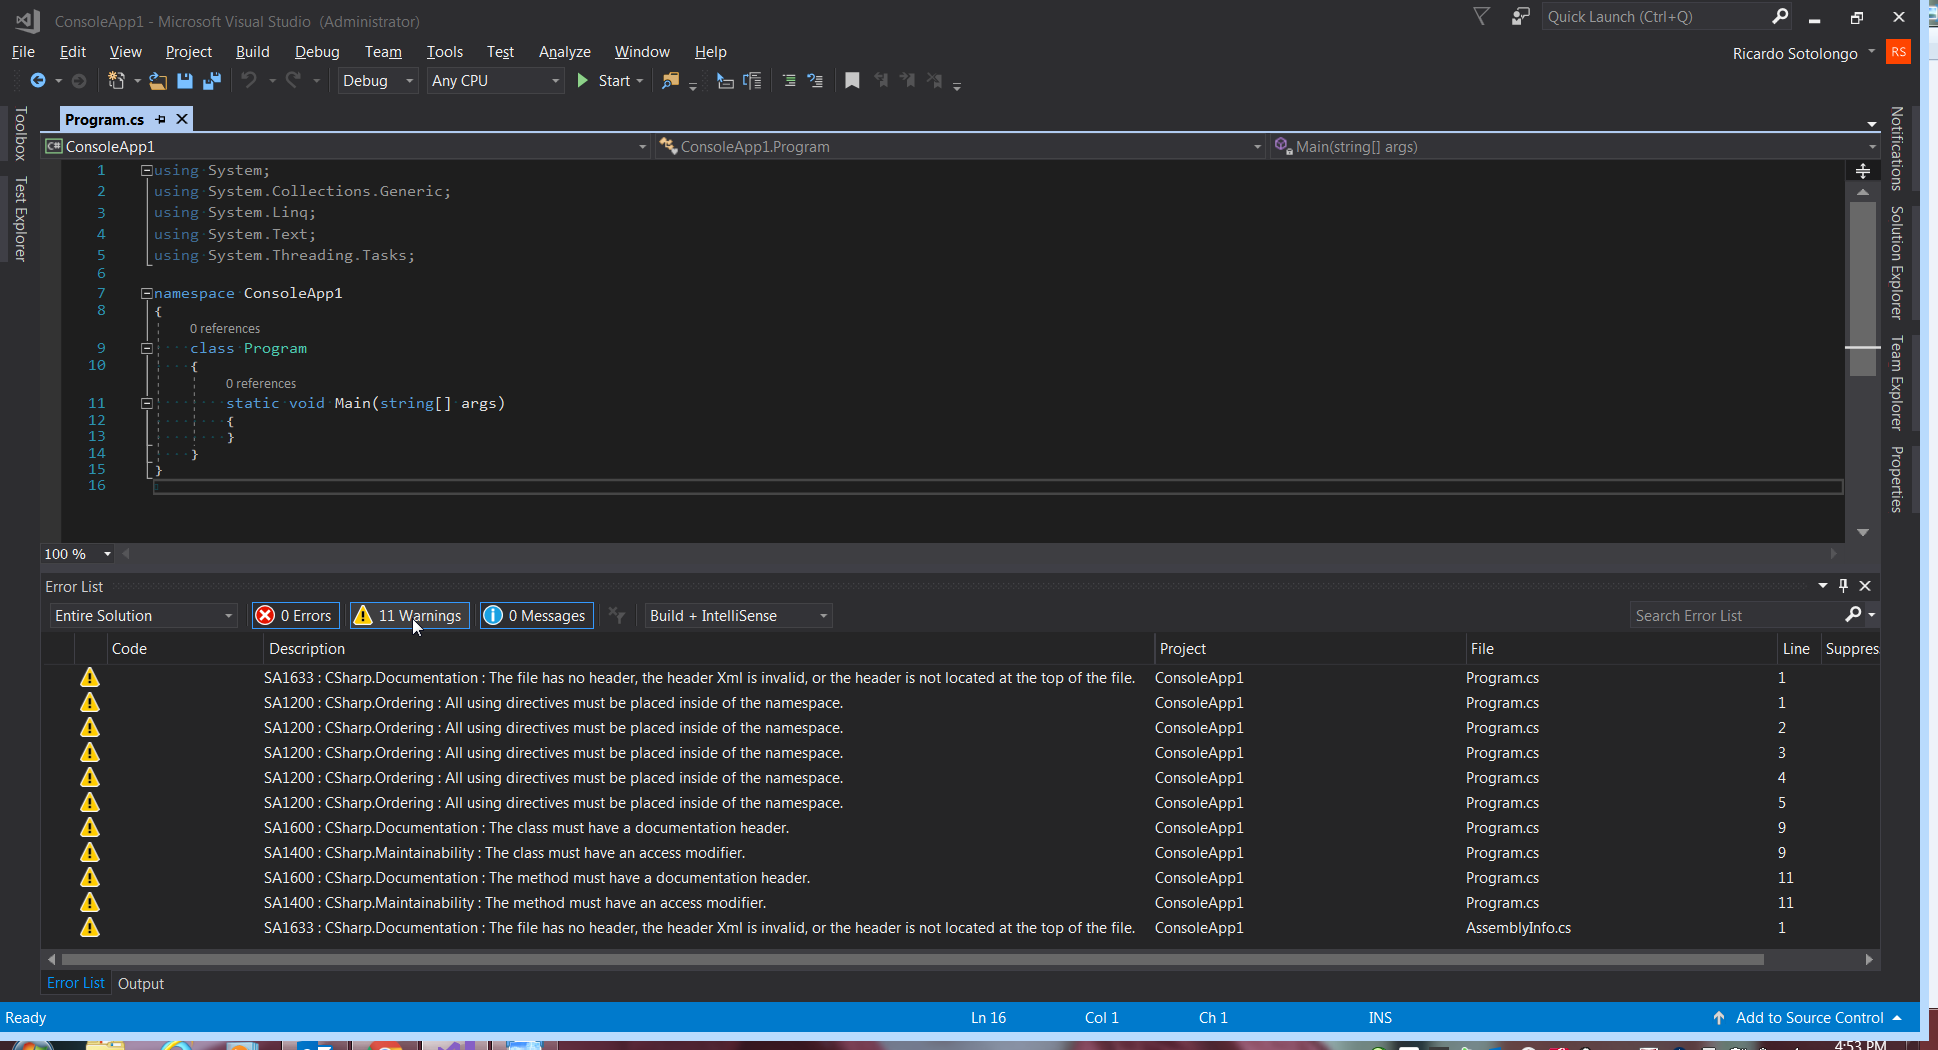 ConsoleApp1 - Microsoft Visual Studio (Administrator)
Quick Launch (Ctrl+Q)
File Edit View Project Build Debug Team Tools Test Analyze Window Help
Ricardo Sotolongo RS
Debug Any CPU Start
Toolbox
Test Explorer
Program.cs
ConsoleApp1 ConsoleApp1.Program Main(string[] args)
1 using System;
2 using System.Collections.Generic;
3 using System.Linq;
4 using System.Text;
5 using System.Threading.Tasks;
6
7 namespace ConsoleApp1
8 {
0 references
9 class Program
10 {
0 references
11 static void Main(string[] args)
12 {
13 }
14 }
15 }
16
Notifications
Solution Explorer
Team Explorer
Properties
100 %
Error List
Entire Solution 0 Errors 11 Warnings 0 Messages Build + IntelliSense Search Error List
Code Description Project File Line Suppres
SA1633 : CSharp.Documentation : The file has no header, the header Xml is invalid, or the header is not located at the top of the file. ConsoleApp1 Program.cs 1
SA1200 : CSharp.Ordering : All using directives must be placed inside of the namespace. ConsoleApp1 Program.cs 1
SA1200 : CSharp.Ordering : All using directives must be placed inside of the namespace. ConsoleApp1 Program.cs 2
SA1200 : CSharp.Ordering : All using directives must be placed inside of the namespace. ConsoleApp1 Program.cs 3
SA1200 : CSharp.Ordering : All using directives must be placed inside of the namespace. ConsoleApp1 Program.cs 4
SA1200 : CSharp.Ordering : All using directives must be placed inside of the namespace. ConsoleApp1 Program.cs 5
SA1600 : CSharp.Documentation : The class must have a documentation header. ConsoleApp1 Program.cs 9
SA1400 : CSharp.Maintainability : The class must have an access modifier. ConsoleApp1 Program.cs 9
SA1600 : CSharp.Documentation : The method must have a documentation header. ConsoleApp1 Program.cs 11
SA1400 : CSharp.Maintainability : The method must have an access modifier. ConsoleApp1 Program.cs 11
SA1633 : CSharp.Documentation : The file has no header, the header Xml is invalid, or the header is not located at the top of the file. ConsoleApp1 AssemblyInfo.cs 1
Error List Output
Ready Ln 16 Col 1 Ch 1 INS Add to Source Control
4:53 PM